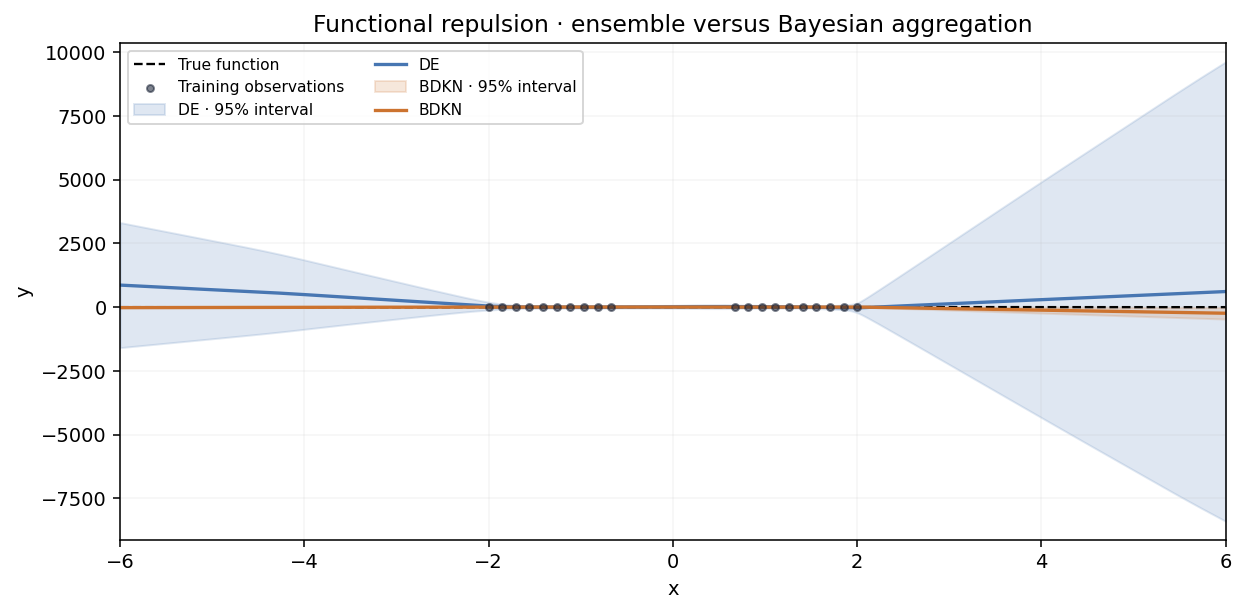 Functional repulsion · ensemble versus Bayesian aggregation
True function
Training observations
DE · 95% interval
DE
BDKN · 95% interval
BDKN
10000
7500
5000
2500
0
−2500
−5000
−7500
y
−6 −4 −2 0 2 4 6
x